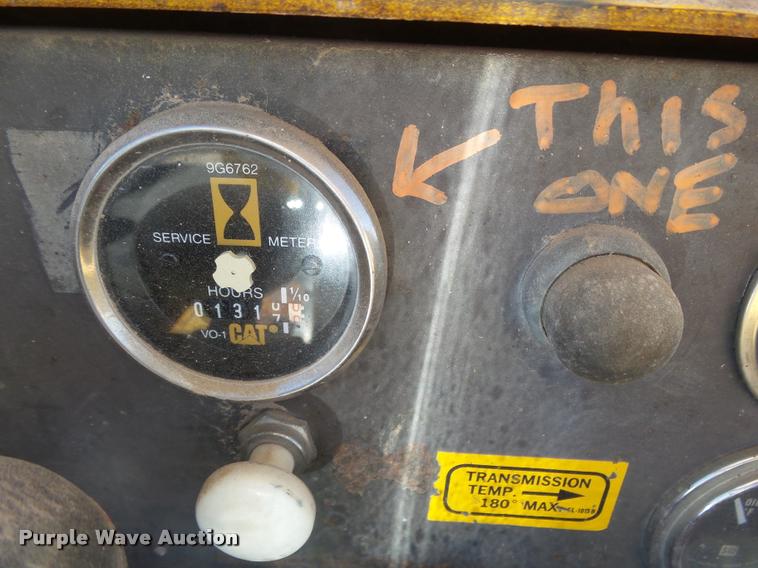 9G6762
SERVICE METER
HOURS 1/10
0131
VO-1 CAT
THIS
ONE
TRANSMISSION
TEMP.
180° MAX.
Purple Wave Auction